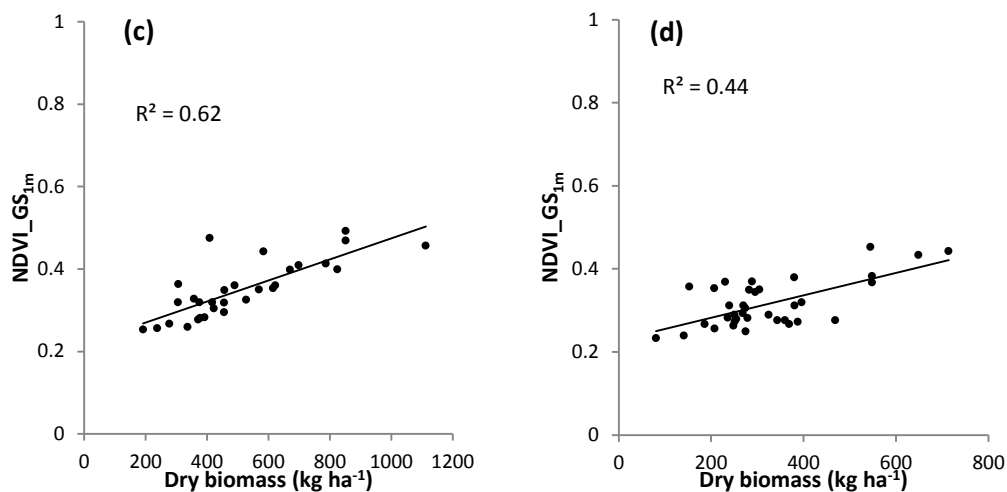 (c)
R² = 0.62
NDVI_GS1m
1
0.8
0.6
0.4
0.2
0
0 200 400 600 800 1000 1200
Dry biomass (kg ha-1)
(d)
R² = 0.44
NDVI_GS1m
1
0.8
0.6
0.4
0.2
0
0 200 400 600 800
Dry biomass (kg ha-1)